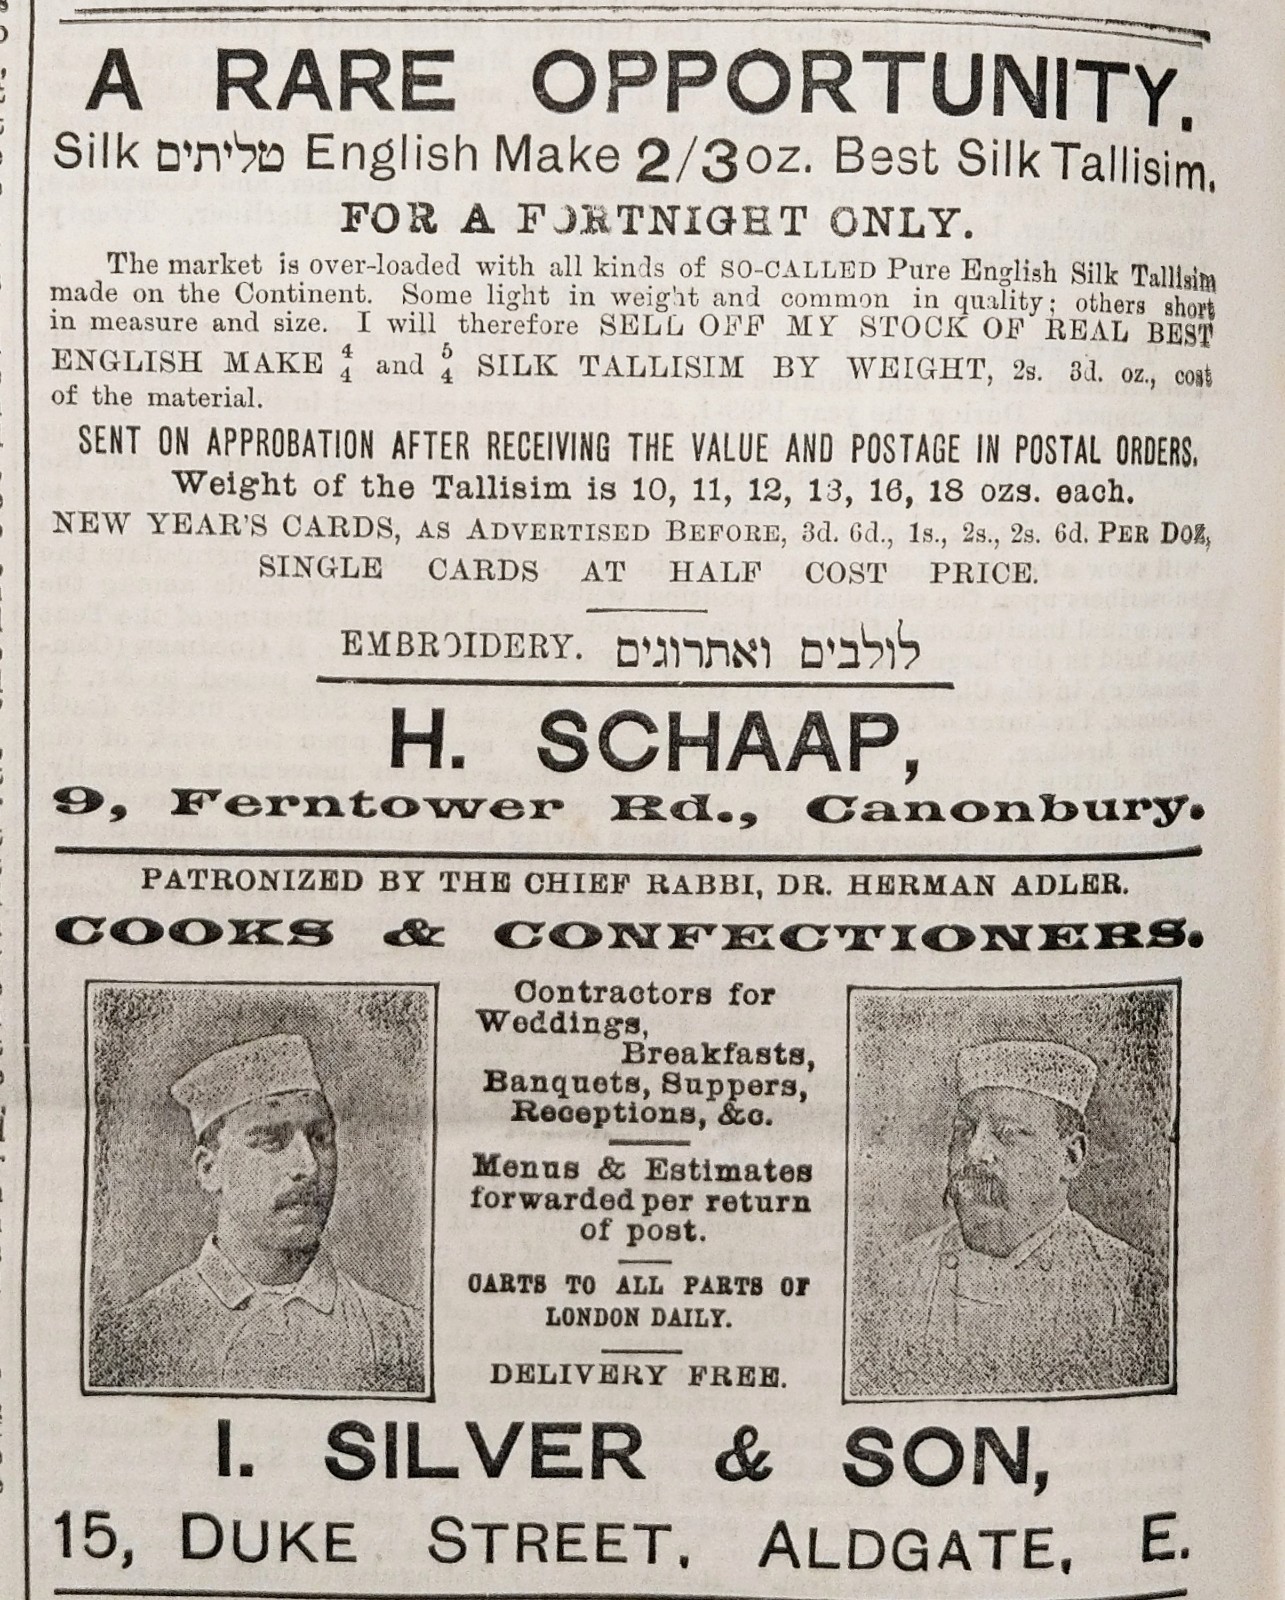 A RARE OPPORTUNITY.
Silk טליתים English Make 2/3 oz. Best Silk Tallisim.
FOR A FORTNIGHT ONLY.
The market is over-loaded with all kinds of SO-CALLED Pure English Silk Tallisim
made on the Continent. Some light in weight and common in quality; others short
in measure and size. I will therefore SELL OFF MY STOCK OF REAL BEST
ENGLISH MAKE 4/4 and 5/4 SILK TALLISIM BY WEIGHT, 2s. 3d. oz., cost
of the material.
SENT ON APPROBATION AFTER RECEIVING THE VALUE AND POSTAGE IN POSTAL ORDERS.
Weight of the Tallisim is 10, 11, 12, 13, 16, 18 ozs. each.
NEW YEAR'S CARDS, AS ADVERTISED BEFORE, 3d. 6d., 1s., 2s., 2s. 6d. PER DOZ,
SINGLE CARDS AT HALF COST PRICE.
EMBROIDERY. לולבים ואתרוגים
H. SCHAAP,
9, Ferntower Rd., Canonbury.
PATRONIZED BY THE CHIEF RABBI, DR. HERMAN ADLER.
COOKS & CONFECTIONERS.
Contractors for
Weddings,
Breakfasts,
Banquets, Suppers,
Receptions, &c.
Menus & Estimates
forwarded per return
of post.
CARTS TO ALL PARTS OF
LONDON DAILY.
DELIVERY FREE.
I. SILVER & SON,
15, DUKE STREET, ALDGATE, E.